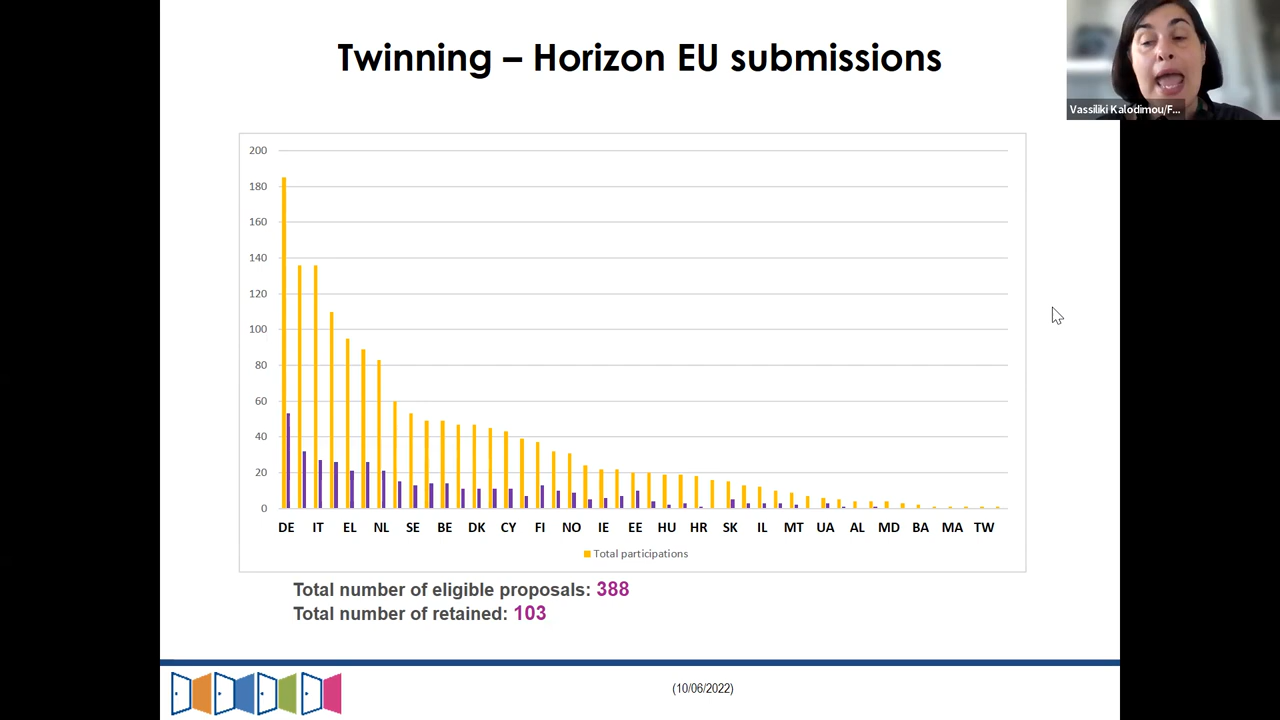 Twinning – Horizon EU submissions
Vassiliki Kalodimou/F...
200
180
160
140
120
100
80
60
40
20
0
DE IT EL NL SE BE DK CY FI NO IE EE HU HR SK IL MT UA AL MD BA MA TW
Total participations
Total number of eligible proposals: 388
Total number of retained: 103
(10/06/2022)